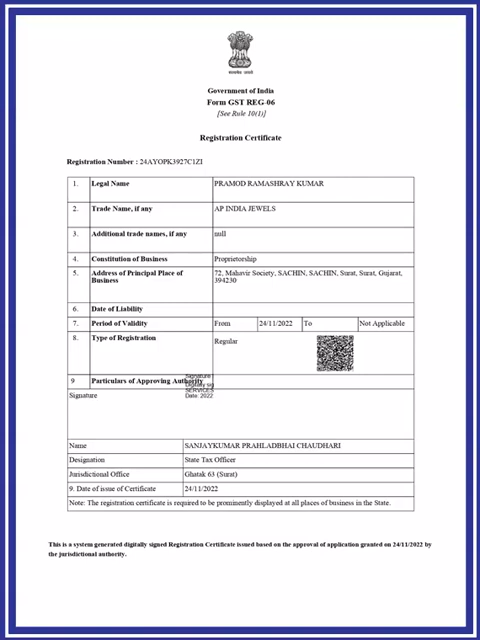 सत्यमेव जयते
Government of India
Form GST REG-06
[See Rule 10(1)]
Registration Certificate
Registration Number : 24AYOPK3927C1ZI
1. Legal Name PRAMOD RAMASHRAY KUMAR
2. Trade Name, if any AP INDIA JEWELS
3. Additional trade names, if any null
4. Constitution of Business Proprietorship
5. Address of Principal Place of Business 72, Mahavir Society, SACHIN, SACHIN, Surat, Surat, Gujarat, 394230
6. Date of Liability
7. Period of Validity From 24/11/2022 To Not Applicable
8. Type of Registration Regular
9 Particulars of Approving Authority
Signature
Signature
Digitally sig
SERVICES
Date: 2022
Name SANJAYKUMAR PRAHLADBHAI CHAUDHARI
Designation State Tax Officer
Jurisdictional Office Ghatak 63 (Surat)
9. Date of issue of Certificate 24/11/2022
Note: The registration certificate is required to be prominently displayed at all places of business in the State.
This is a system generated digitally signed Registration Certificate issued based on the approval of application granted on 24/11/2022 by
the jurisdictional authority.